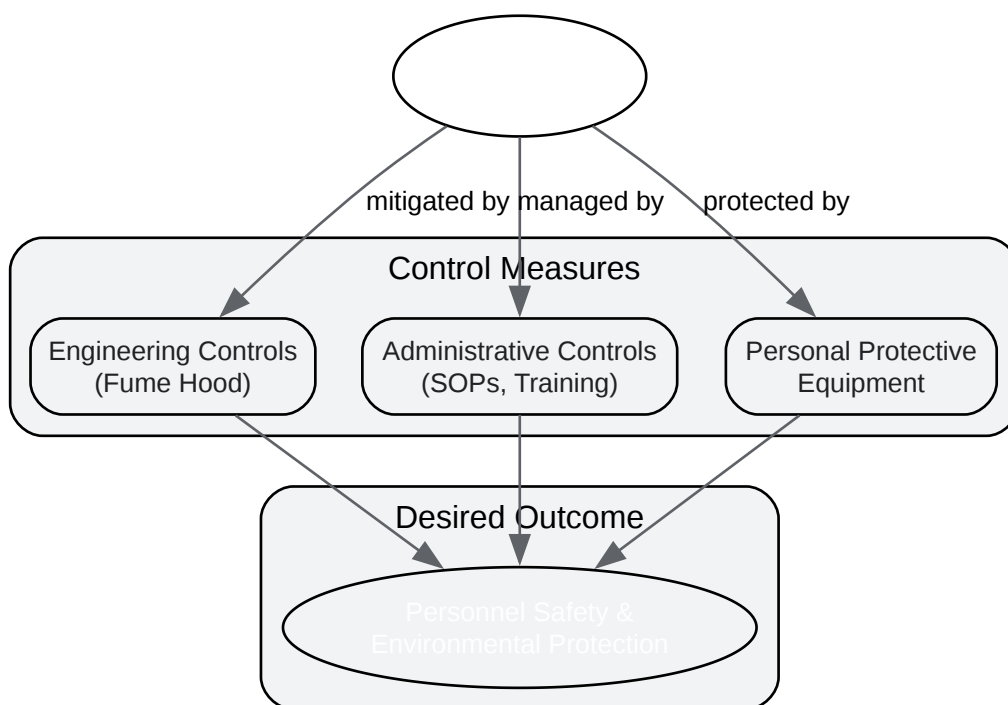 mitigated by
managed by
protected by
Control Measures
Engineering Controls
(Fume Hood)
Administrative Controls
(SOPs, Training)
Personal Protective
Equipment
Desired Outcome
Personnel Safety &
Environmental Protection